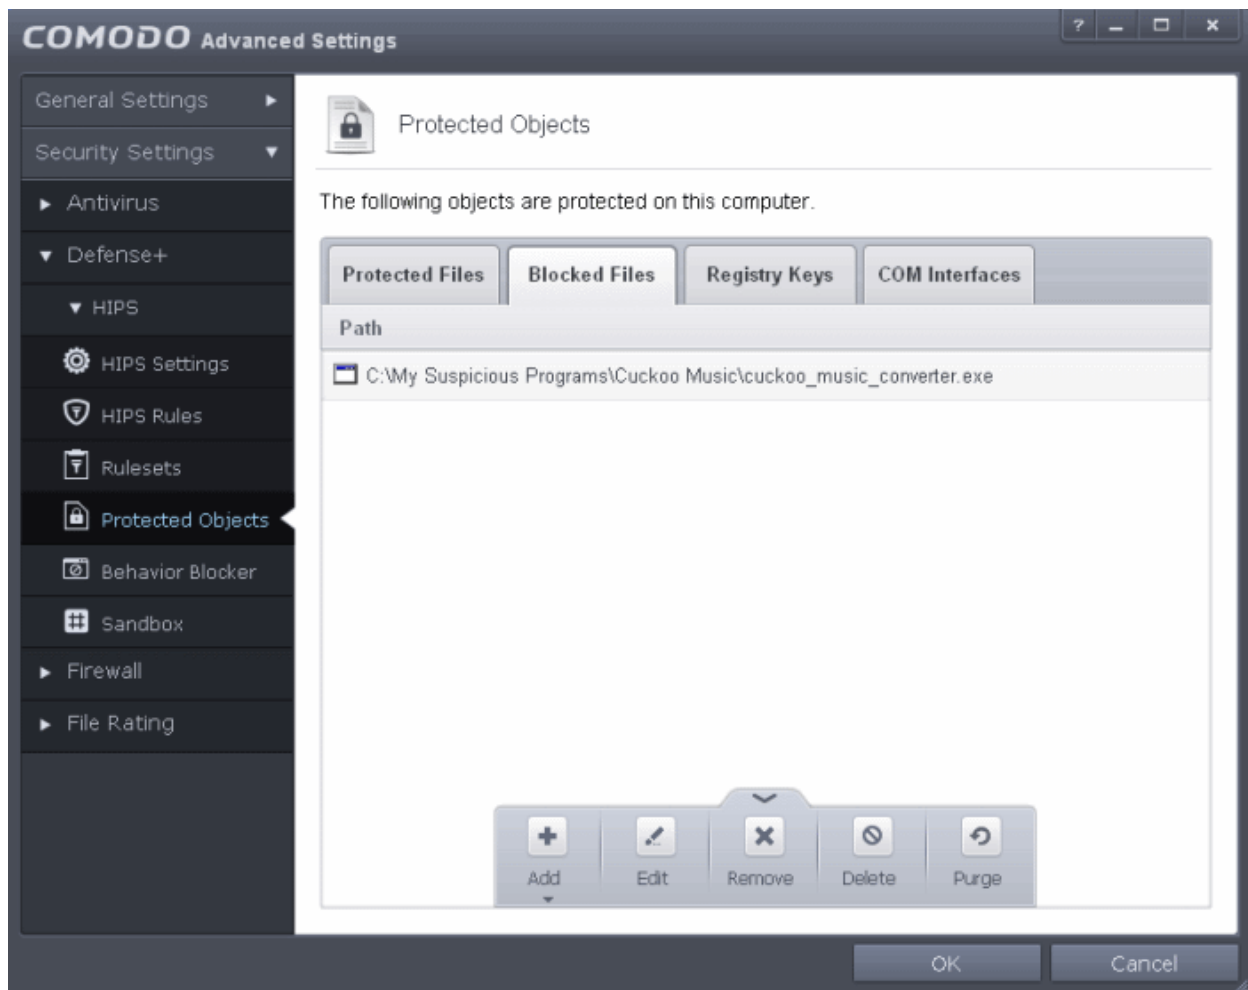 COMODO Advanced Settings
?
General Settings
Security Settings
Antivirus
Defense+
HIPS
HIPS Settings
HIPS Rules
Rulesets
Protected Objects
Behavior Blocker
Sandbox
Firewall
File Rating
Protected Objects
The following objects are protected on this computer.
Protected Files Blocked Files Registry Keys COM Interfaces
Path
C:\My Suspicious Programs\Cuckoo Music\cuckoo_music_converter.exe
Add Edit Remove Delete Purge
OK Cancel